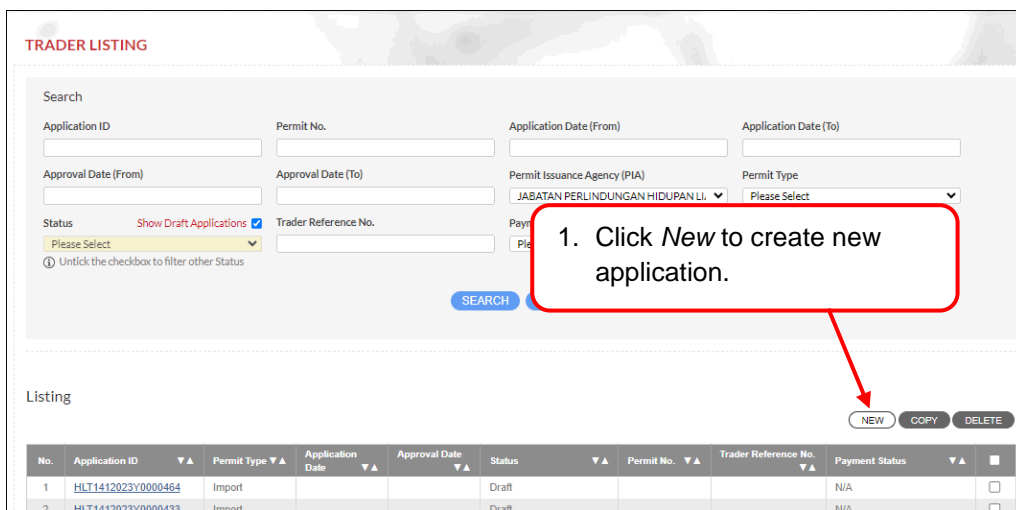 TRADER LISTING
Search
Application ID Permit No. Application Date (From) Application Date (To)
Approval Date (From) Approval Date (To) Permit Issuance Agency (PIA) Permit Type
JABATAN PERLINDUNGAN HIDUPAN LI Please Select
Status Show Draft Applications Trader Reference No.
Please Select
Untick the checkbox to filter other Status
1. Click New to create new
application.
SEARCH
Listing
NEW COPY DELETE
No. Application ID Permit Type Application Date Approval Date Status Permit No. Trader Reference No. Payment Status
1 HLT1412023Y0000464 Import Draft N/A
2 HLT1412023Y0000433 Import Draft N/A